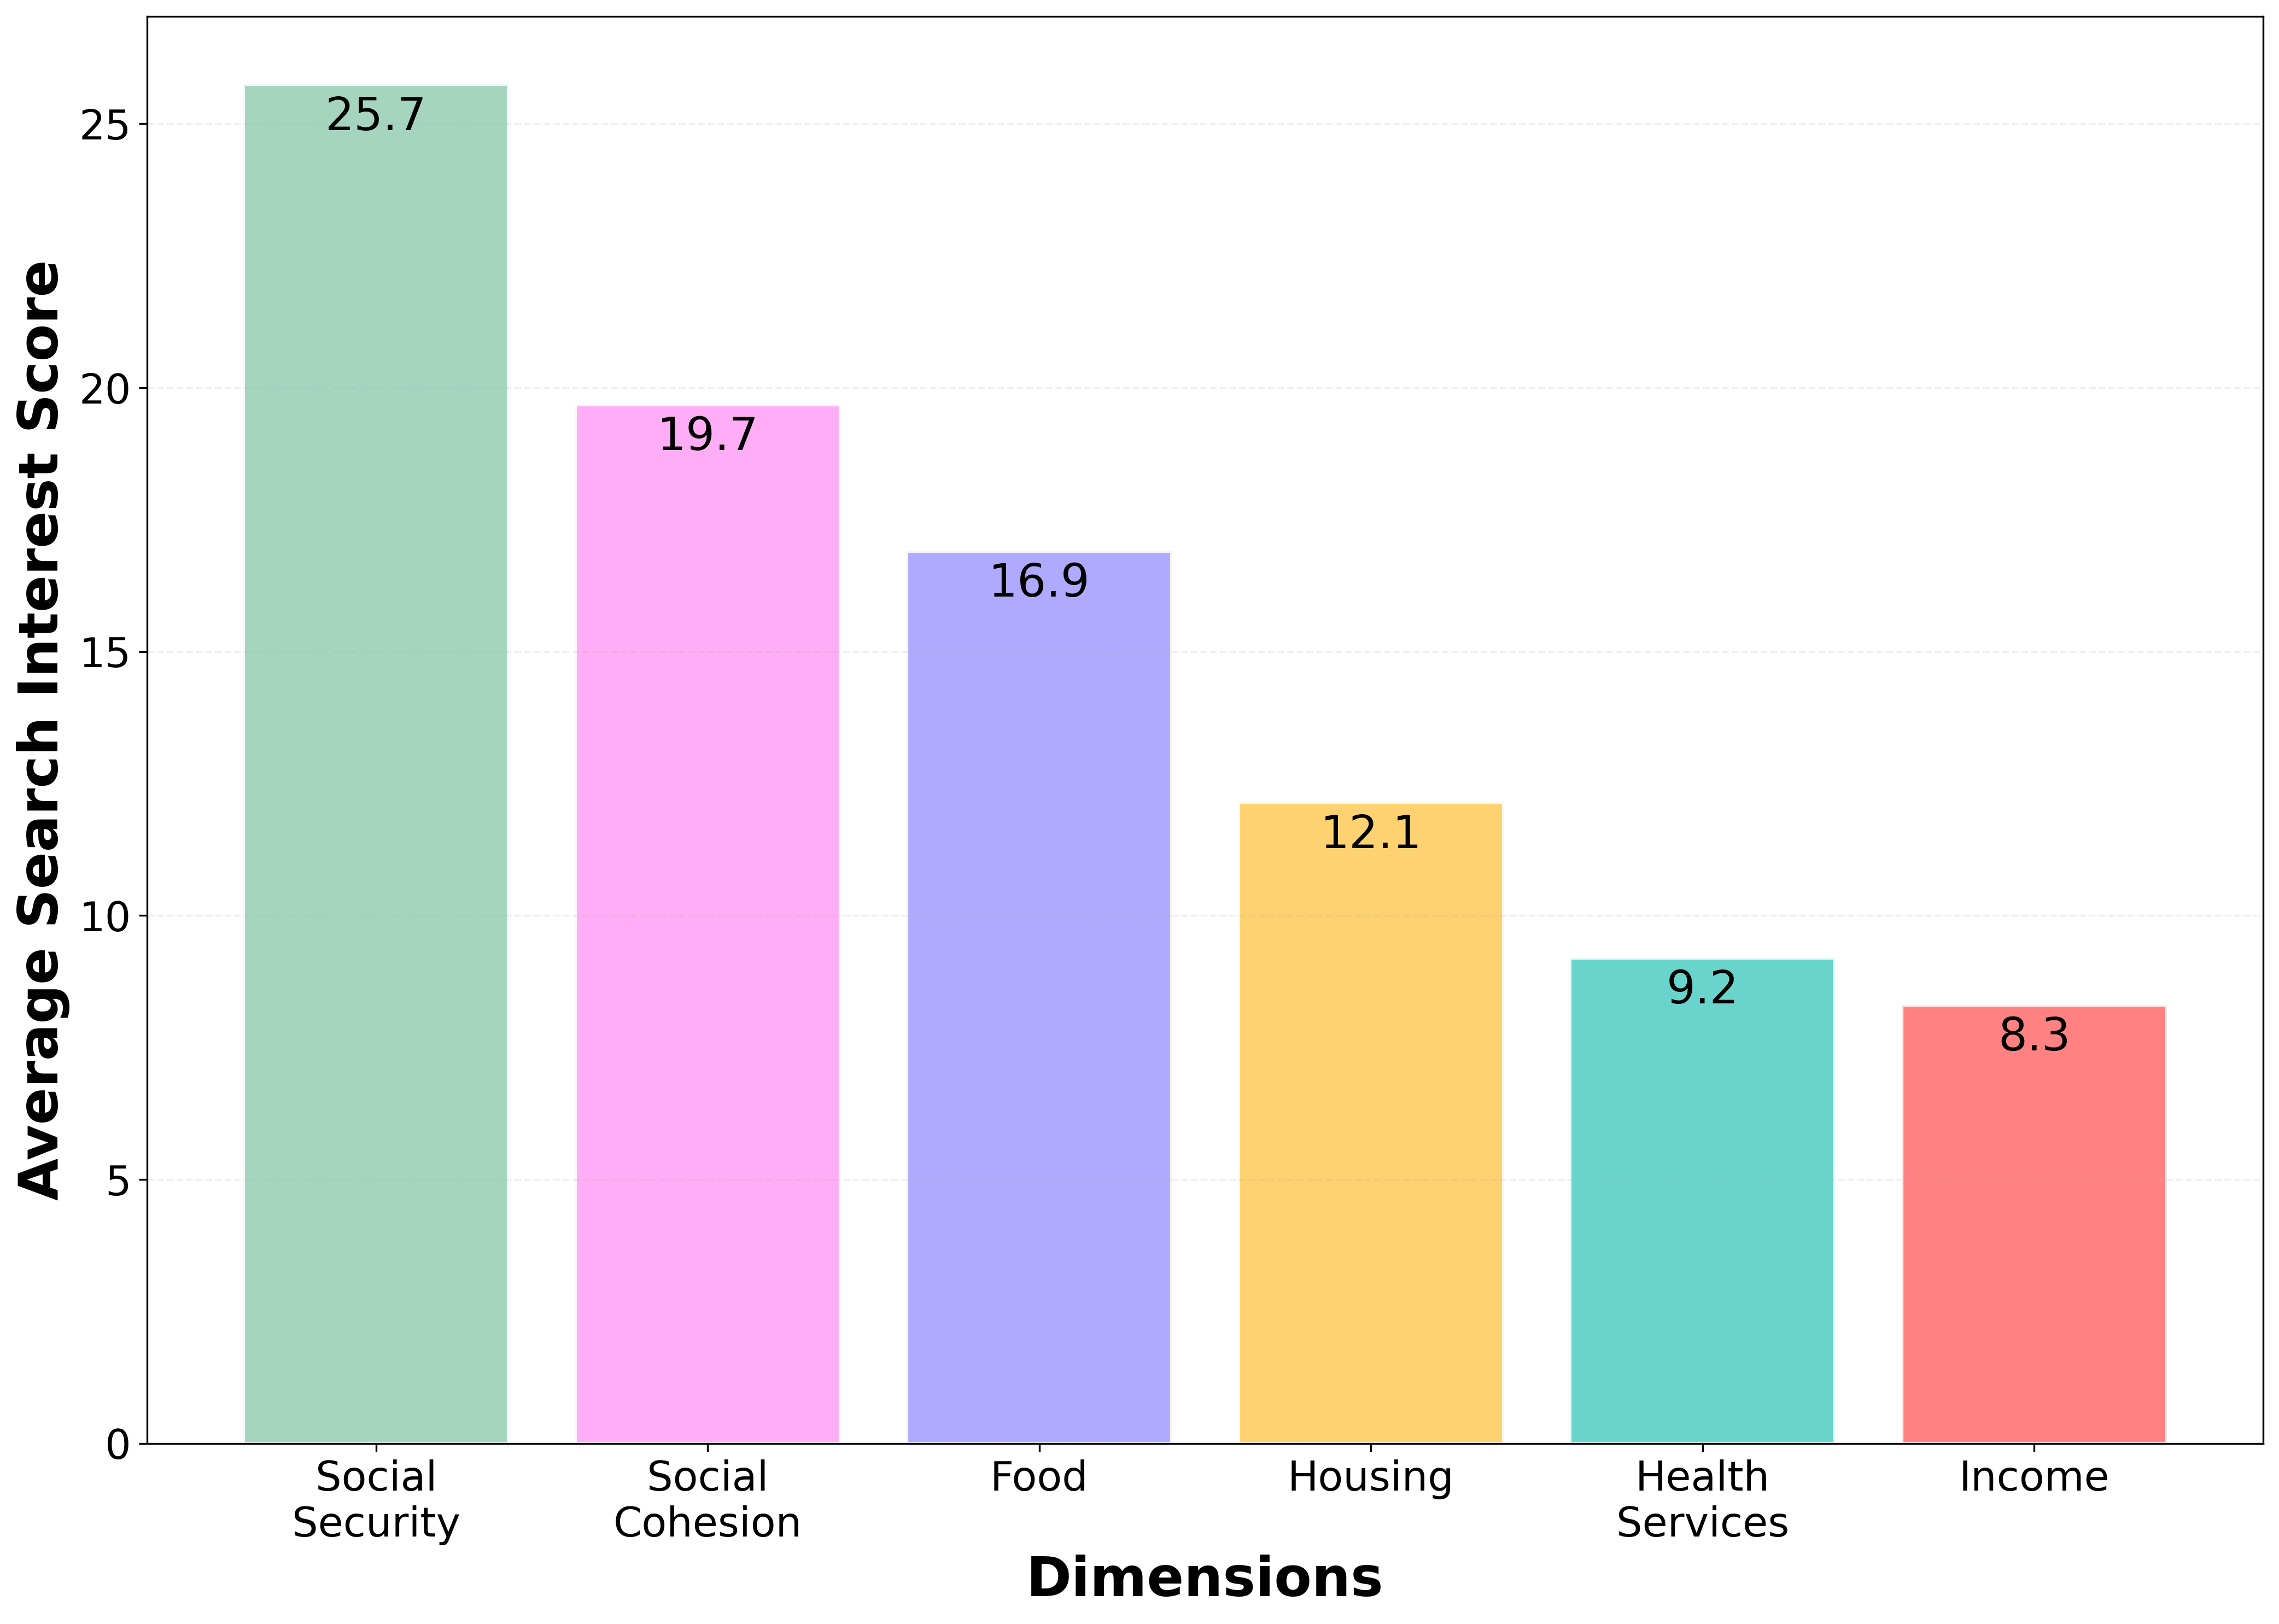 Average Search Interest Score
25
20
15
10
5
0
25.7
19.7
16.9
12.1
9.2
8.3
Social
Security
Social
Cohesion
Food
Housing
Health
Services
Income
Dimensions